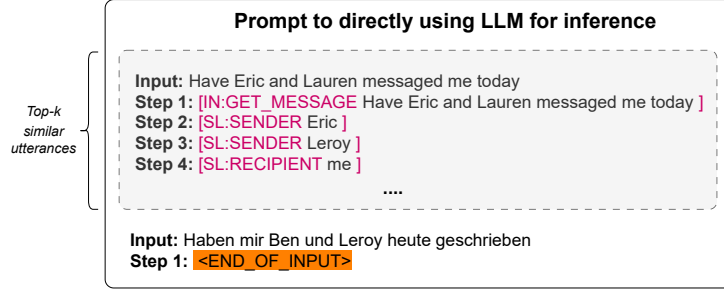 Prompt to directly using LLM for inference
Top-k
similar
utterances
Input: Have Eric and Lauren messaged me today
Step 1: [IN:GET_MESSAGE Have Eric and Lauren messaged me today ]
Step 2: [SL:SENDER Eric ]
Step 3: [SL:SENDER Leroy ]
Step 4: [SL:RECIPIENT me ]
....
Input: Haben mir Ben und Leroy heute geschrieben
Step 1: <END_OF_INPUT>